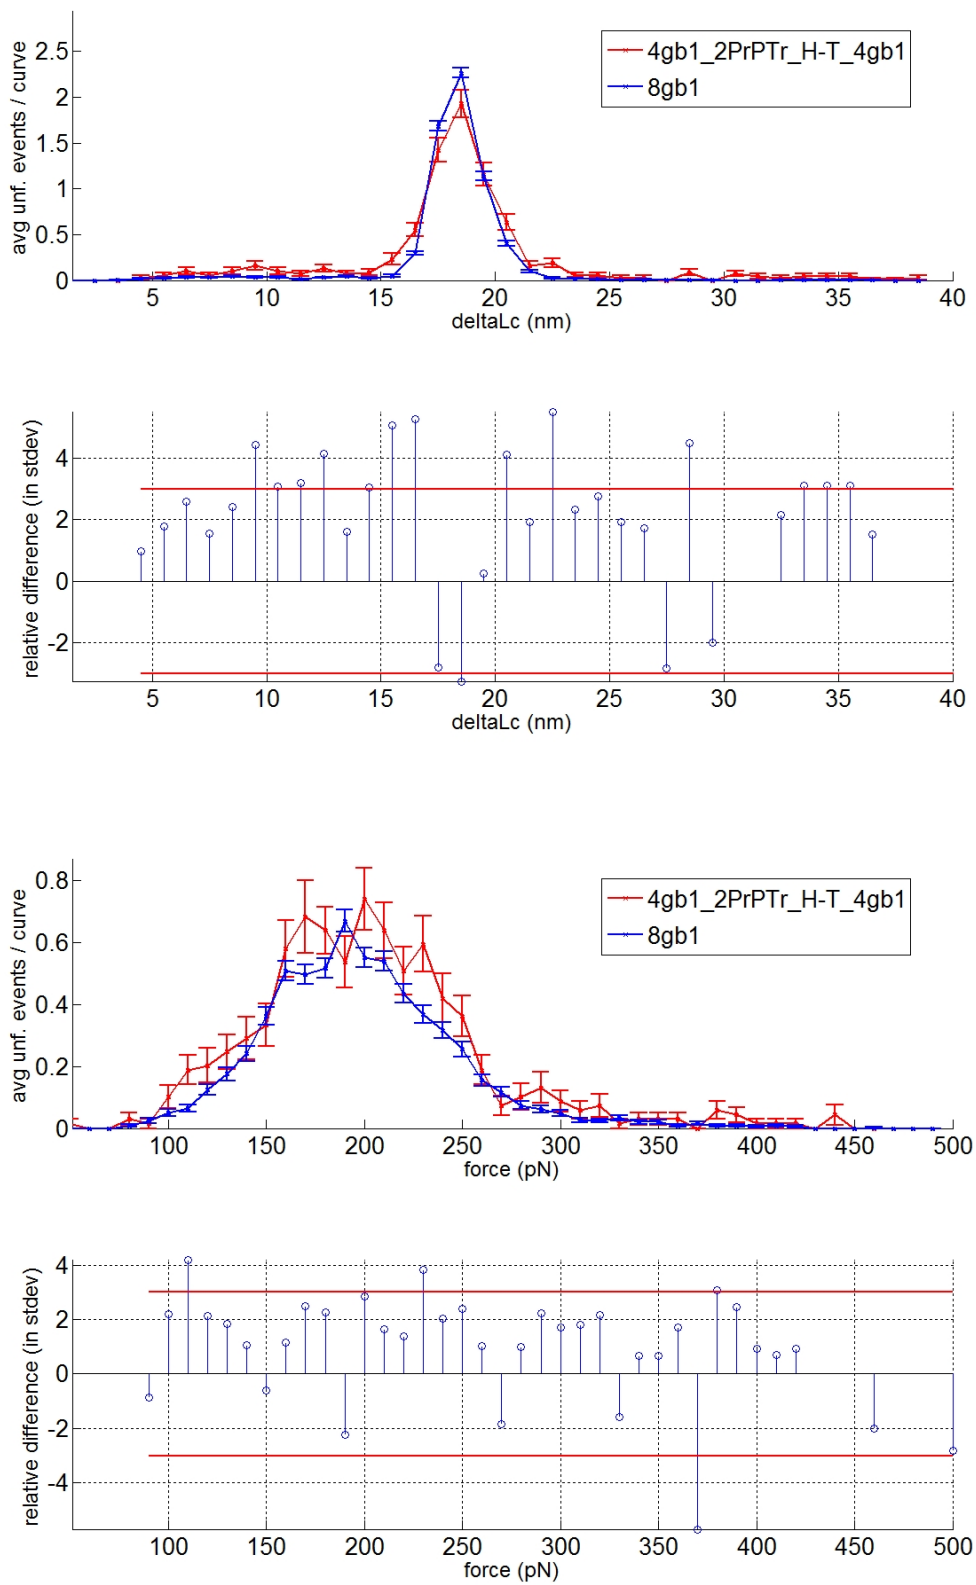 avg unf. events / curve
2.5
2
1.5
1
0.5
0
4gb1_2PrPTr_H-T_4gb1
8gb1
5 10 15 20 25 30 35 40
deltaLc (nm)
relative difference (in stdev)
4
2
0
-2
5 10 15 20 25 30 35 40
deltaLc (nm)
avg unf. events / curve
0.8
0.6
0.4
0.2
0
4gb1_2PrPTr_H-T_4gb1
8gb1
100 150 200 250 300 350 400 450 500
force (pN)
relative difference (in stdev)
4
2
0
-2
-4
100 150 200 250 300 350 400 450 500
force (pN)